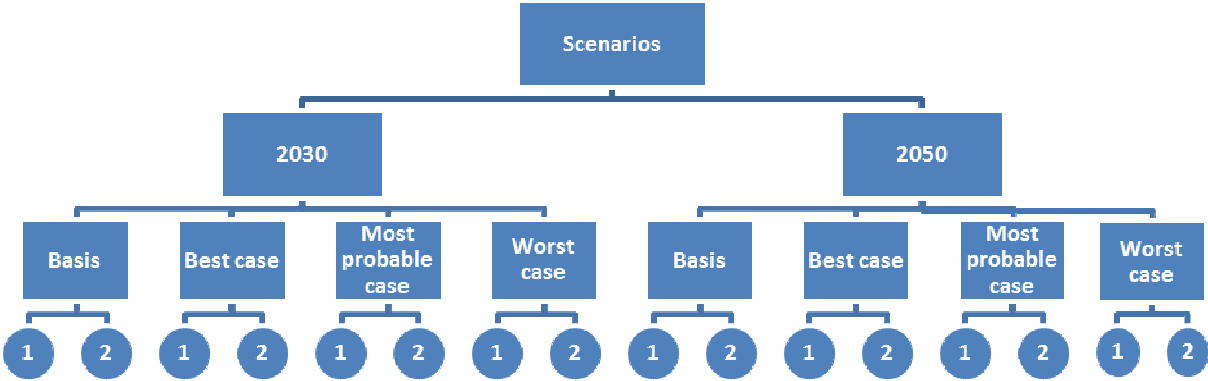 Scenarios
2030
2050
Basis
Best case
Most
probable
case
Worst
case
Basis
Best case
Most
probable
case
Worst
case
1
2
1
2
1
2
1
2
1
2
1
2
1
2
1
2